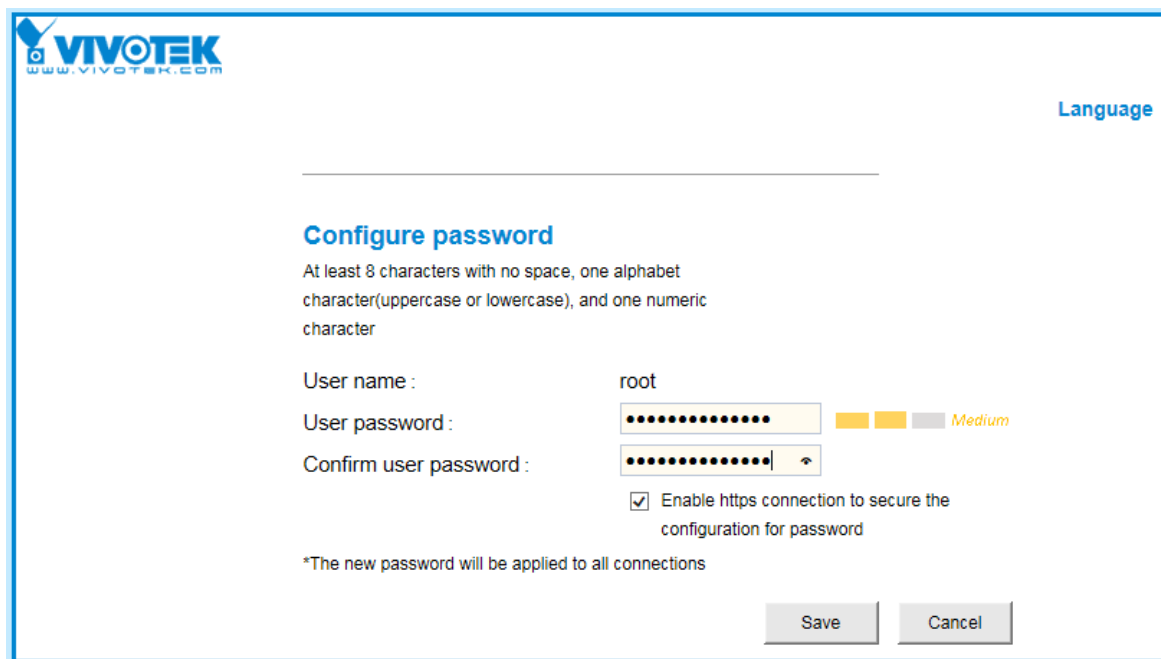 VIVOTEK
www.vivotek.com
Language
Configure password
At least 8 characters with no space, one alphabet
character(uppercase or lowercase), and one numeric
character
User name : root
User password : •••••••••••••• Medium
Confirm user password : ••••••••••••••
Enable https connection to secure the
configuration for password
*The new password will be applied to all connections
Save Cancel